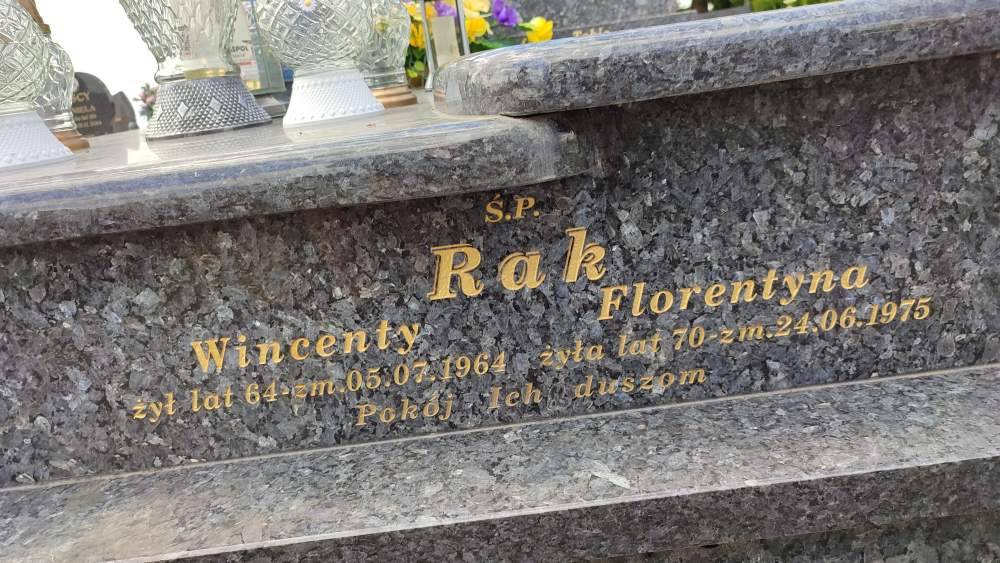 Ś.P.
Rak
Wincenty Florentyna
żył lat 64-zm.05.07.1964 żyła lat 70-zm.24.06.1975
Pokój Ich duszom